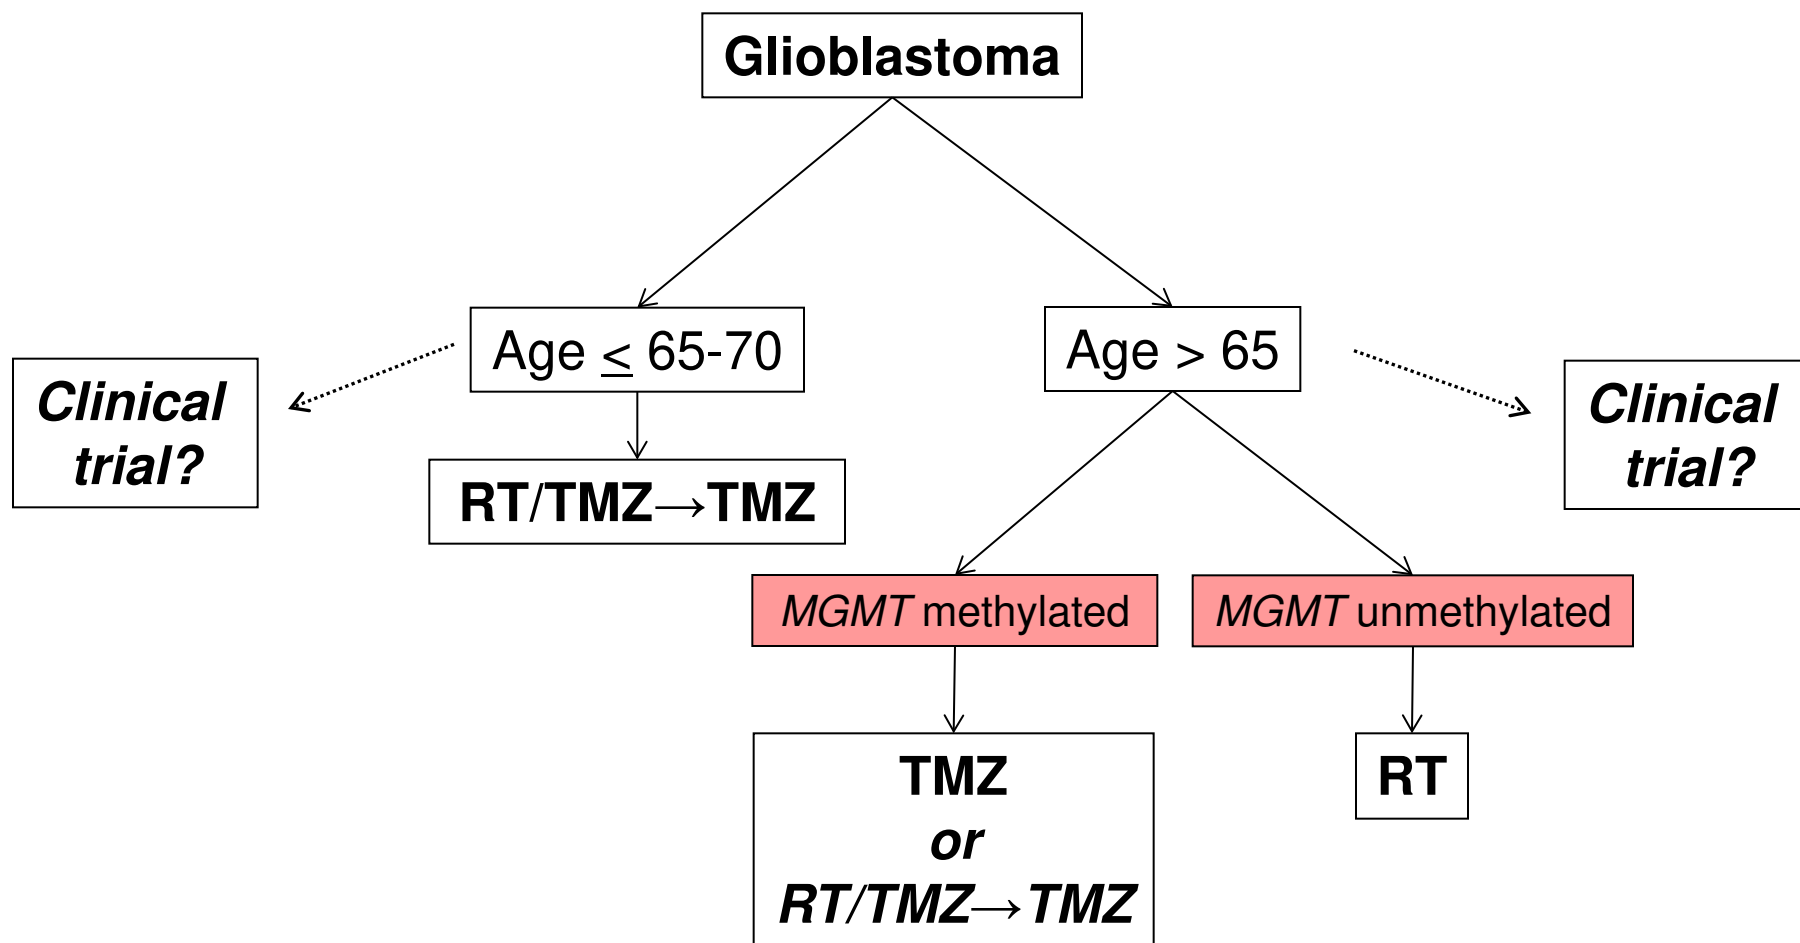 Glioblastoma
Age ≤ 65-70
Age > 65
Clinical
trial?
Clinical
trial?
RT/TMZ→TMZ
MGMT methylated
MGMT unmethylated
TMZ
or
RT/TMZ→TMZ
RT